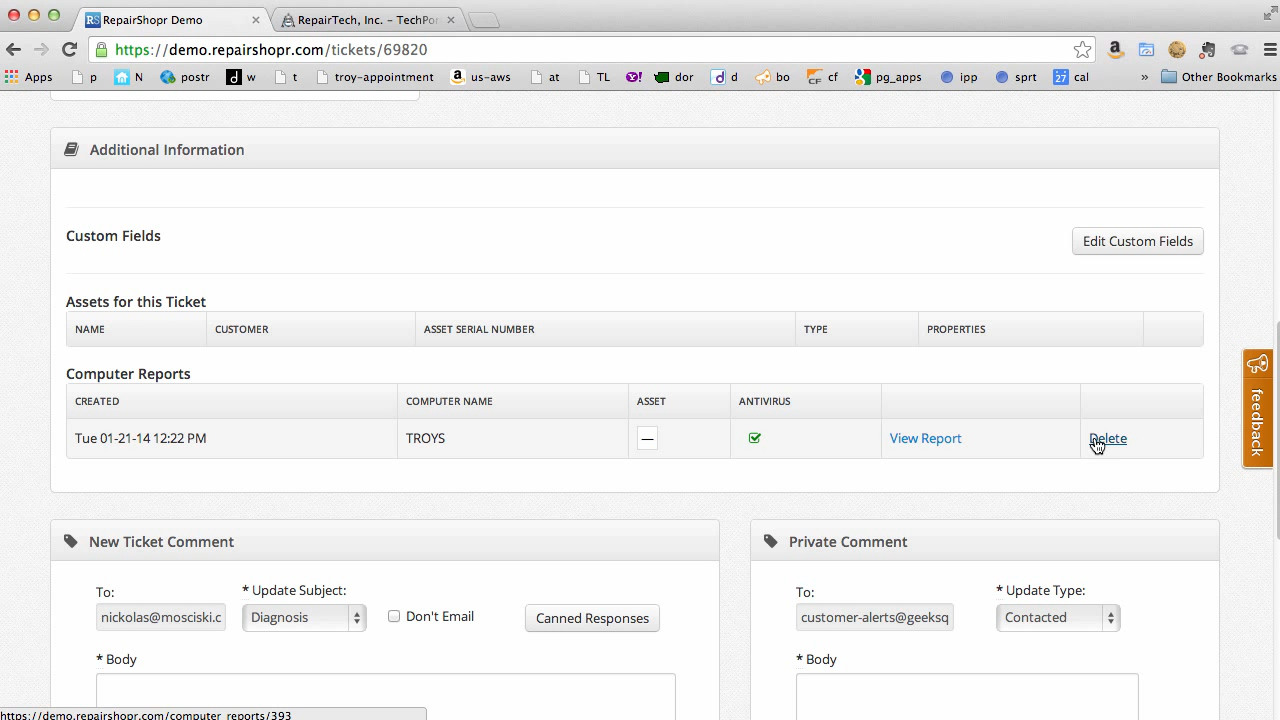 RepairShopr Demo
RepairTech, Inc. – TechPor
https://demo.repairshopr.com/tickets/69820
Apps p N postr w t troy-appointment us-aws at TL dor d bo cf pg_apps ipp sprt cal » Other Bookmarks
Additional Information
Custom Fields
Edit Custom Fields
Assets for this Ticket
NAME CUSTOMER ASSET SERIAL NUMBER TYPE PROPERTIES
Computer Reports
CREATED COMPUTER NAME ASSET ANTIVIRUS
Tue 01-21-14 12:22 PM TROYS — View Report Delete
feedback
New Ticket Comment
To: * Update Subject:
nickolas@mosciski.c Diagnosis Don't Email Canned Responses
* Body
Private Comment
To: * Update Type:
customer-alerts@geeksq Contacted
* Body
https://demo.repairshopr.com/computer_reports/393